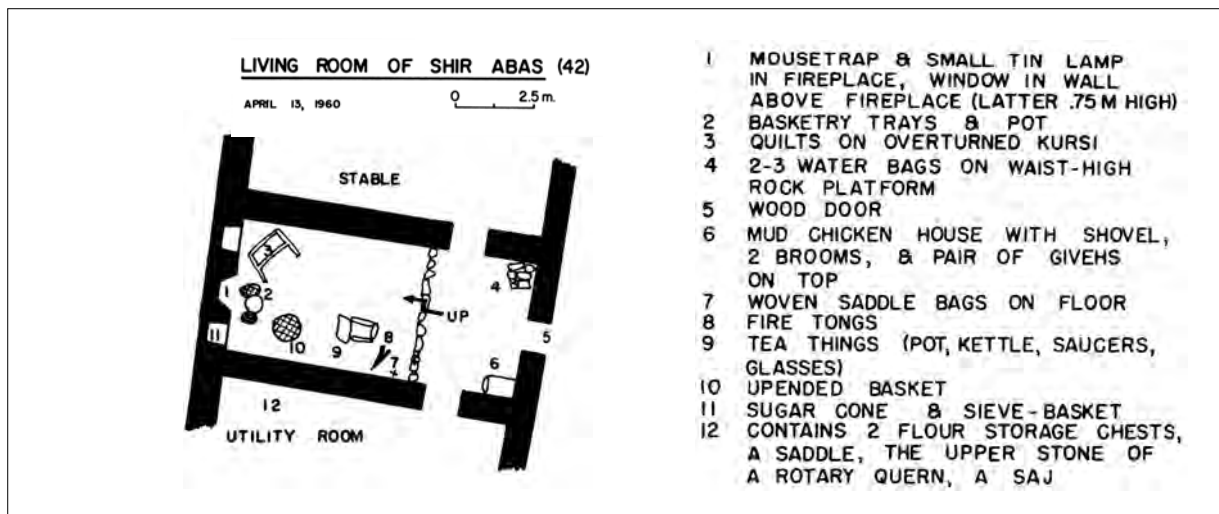 LIVING ROOM OF SHIR ABAS (42)
APRIL 13, 1960
0 2.5 m.
STABLE
3
1
2
4
UP
5
11
10
9
8
7
6
12
UTILITY ROOM
1 MOUSETRAP & SMALL TIN LAMP
IN FIREPLACE, WINDOW IN WALL
ABOVE FIREPLACE (LATTER .75 M HIGH)
2 BASKETRY TRAYS & POT
3 QUILTS ON OVERTURNED KURSI
4 2-3 WATER BAGS ON WAIST-HIGH
ROCK PLATFORM
5 WOOD DOOR
6 MUD CHICKEN HOUSE WITH SHOVEL,
2 BROOMS, & PAIR OF GIVEHS
ON TOP
7 WOVEN SADDLE BAGS ON FLOOR
8 FIRE TONGS
9 TEA THINGS (POT, KETTLE, SAUCERS,
GLASSES)
10 UPENDED BASKET
11 SUGAR CONE & SIEVE-BASKET
12 CONTAINS 2 FLOUR STORAGE CHESTS,
A SADDLE, THE UPPER STONE OF
A ROTARY QUERN, A SAJ